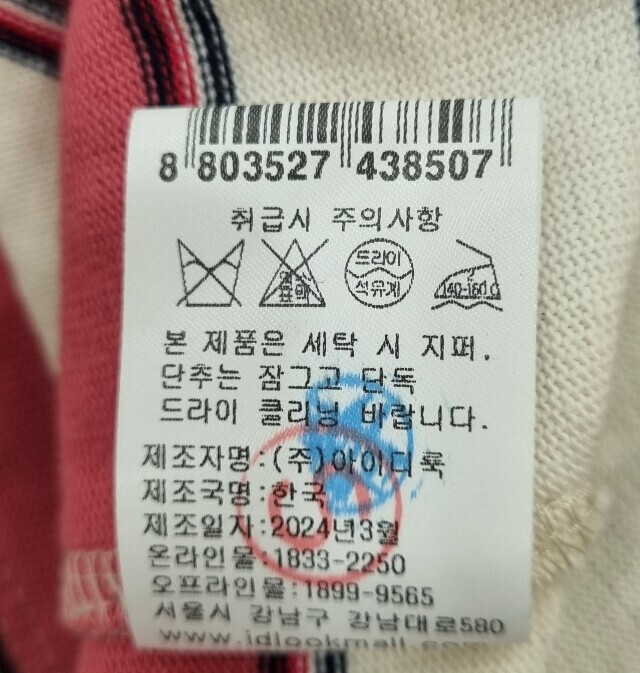 8 803527 438507
취급시 주의사항
염소표백 드라이 석유계 140-160℃
본 제품은 세탁 시 지퍼.
단추는 잠그고 단독
드라이 클리닝 바랍니다.
제조자명:(주)아이디룩
제조국명:한국
제조일자:2024년3월
온라인몰:1833-2250
오프라인몰:1899-9565
서울시 강남구 강남대로580
www.idlookmall.com